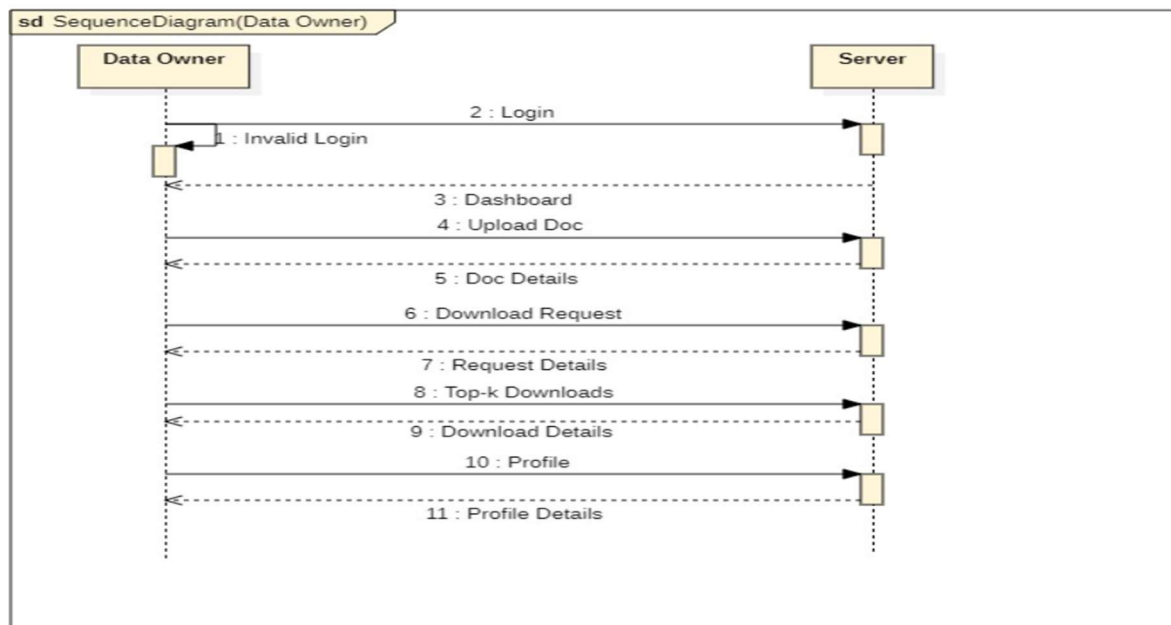 sd SequenceDiagram(Data Owner)
Data Owner
Server
2 : Login
1 : Invalid Login
3 : Dashboard
4 : Upload Doc
5 : Doc Details
6 : Download Request
7 : Request Details
8 : Top-k Downloads
9 : Download Details
10 : Profile
11 : Profile Details